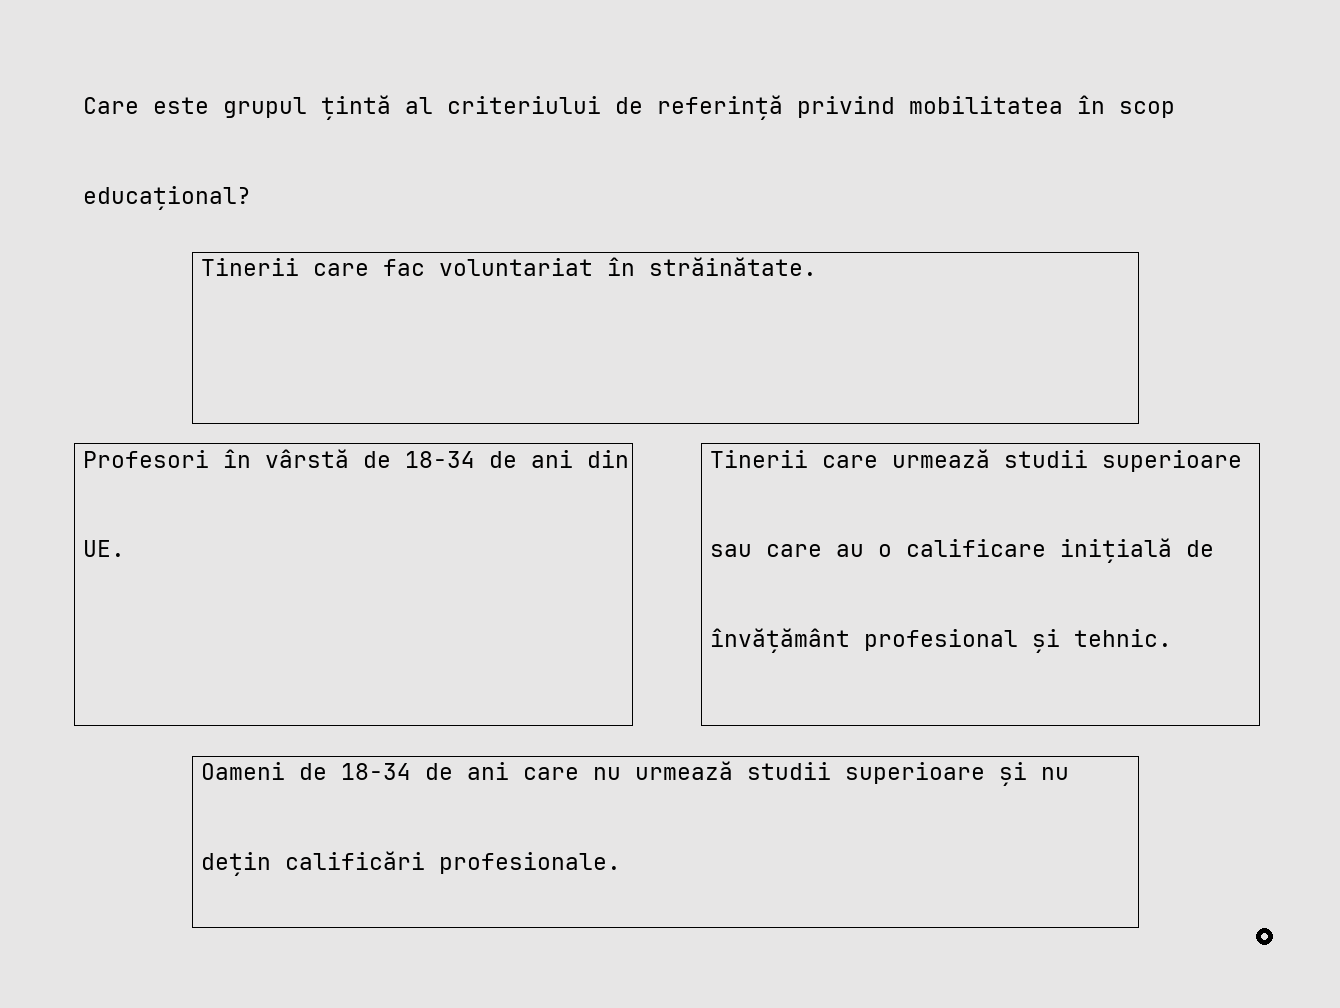 Care este grupul țintă al criteriului de referință privind mobilitatea în scop
educațional?
Tinerii care fac voluntariat în străinătate.
Profesori în vârstă de 18-34 de ani din
UE.
Tinerii care urmează studii superioare
sau care au o calificare inițială de
învățământ profesional și tehnic.
Oameni de 18-34 de ani care nu urmează studii superioare și nu
dețin calificări profesionale.